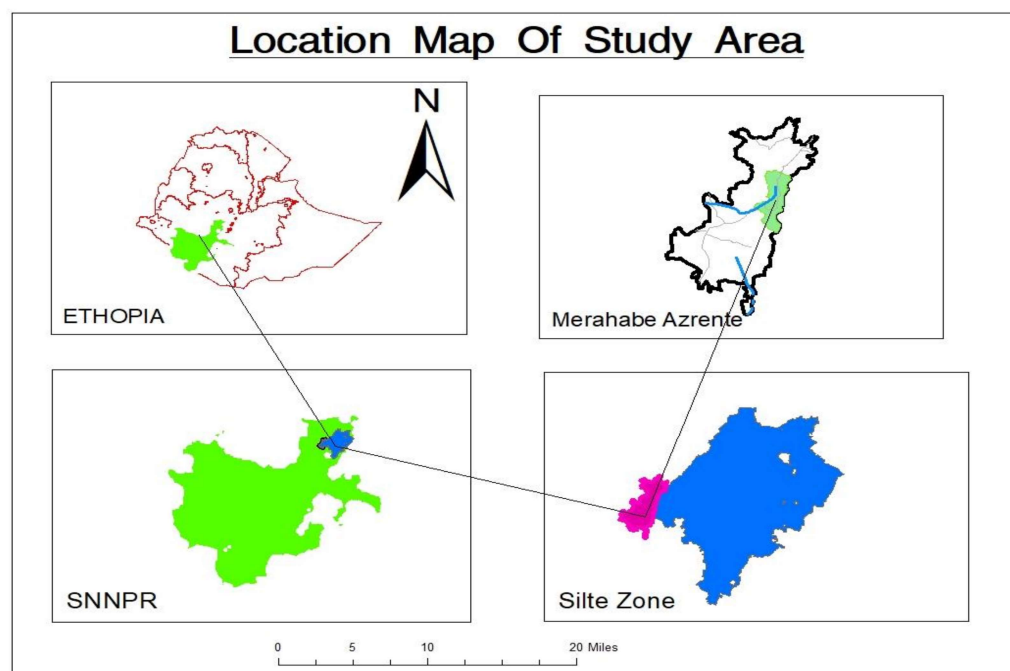 Location Map Of Study Area
N
ETHOPIA
Merahabe Azrente
SNNPR
Silte Zone
0 5 10 20 Miles